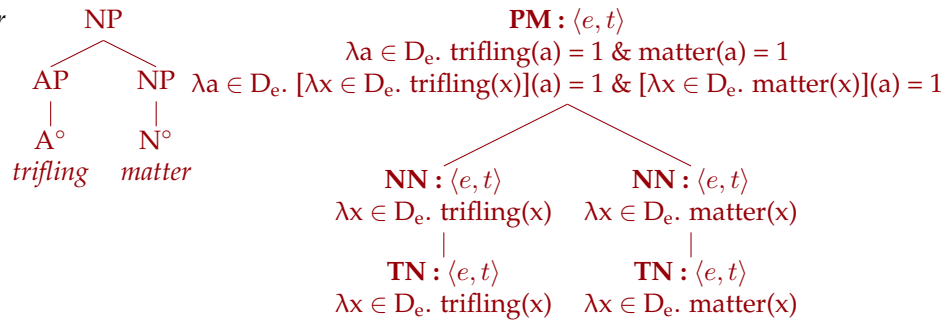 r
NP
AP NP
A° N°
trifling matter
PM : ⟨e, t⟩
λa ∈ Dₑ. trifling(a) = 1 & matter(a) = 1
λa ∈ Dₑ. [λx ∈ Dₑ. trifling(x)](a) = 1 & [λx ∈ Dₑ. matter(x)](a) = 1
NN : ⟨e, t⟩ NN : ⟨e, t⟩
λx ∈ Dₑ. trifling(x) λx ∈ Dₑ. matter(x)
TN : ⟨e, t⟩ TN : ⟨e, t⟩
λx ∈ Dₑ. trifling(x) λx ∈ Dₑ. matter(x)